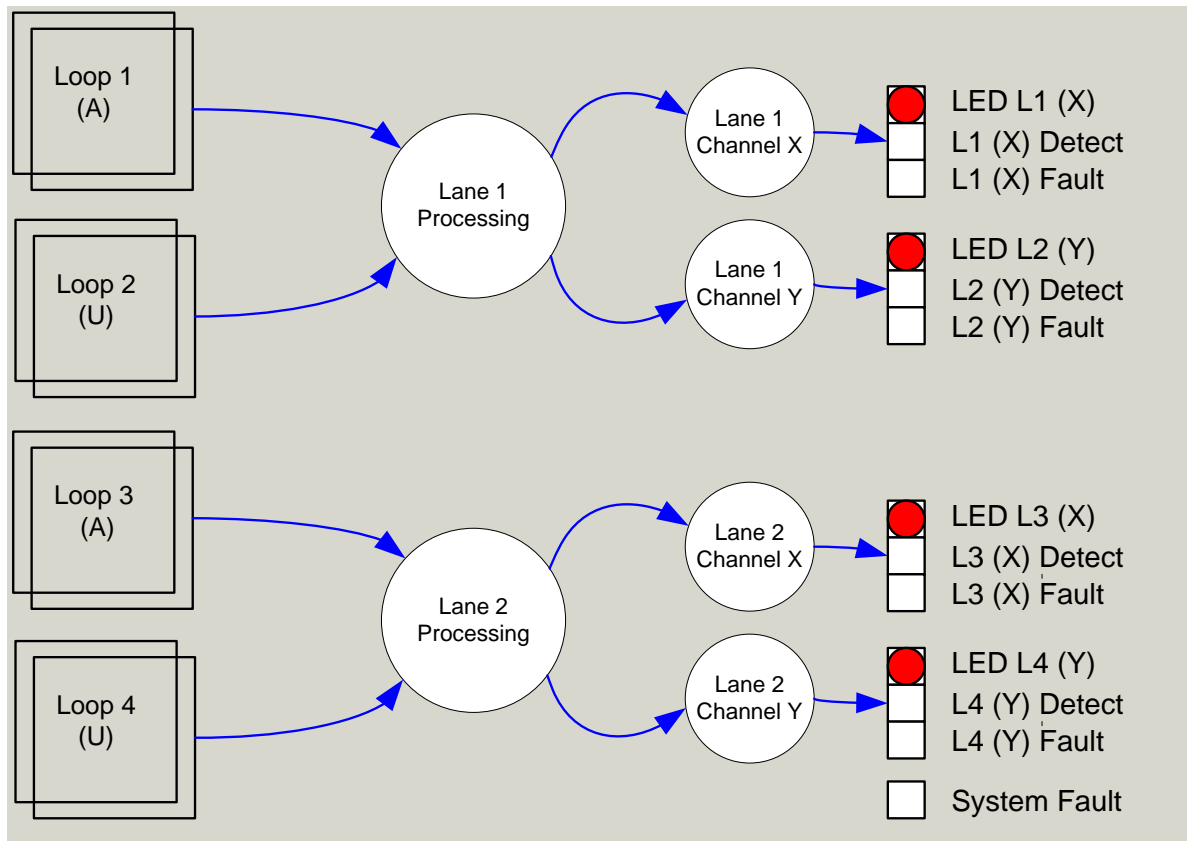 Loop 1
(A)
Loop 2
(U)
Lane 1
Processing
Lane 1
Channel X
Lane 1
Channel Y
LED L1 (X)
L1 (X) Detect
L1 (X) Fault
LED L2 (Y)
L2 (Y) Detect
L2 (Y) Fault
Loop 3
(A)
Loop 4
(U)
Lane 2
Processing
Lane 2
Channel X
Lane 2
Channel Y
LED L3 (X)
L3 (X) Detect
L3 (X) Fault
LED L4 (Y)
L4 (Y) Detect
L4 (Y) Fault
System Fault